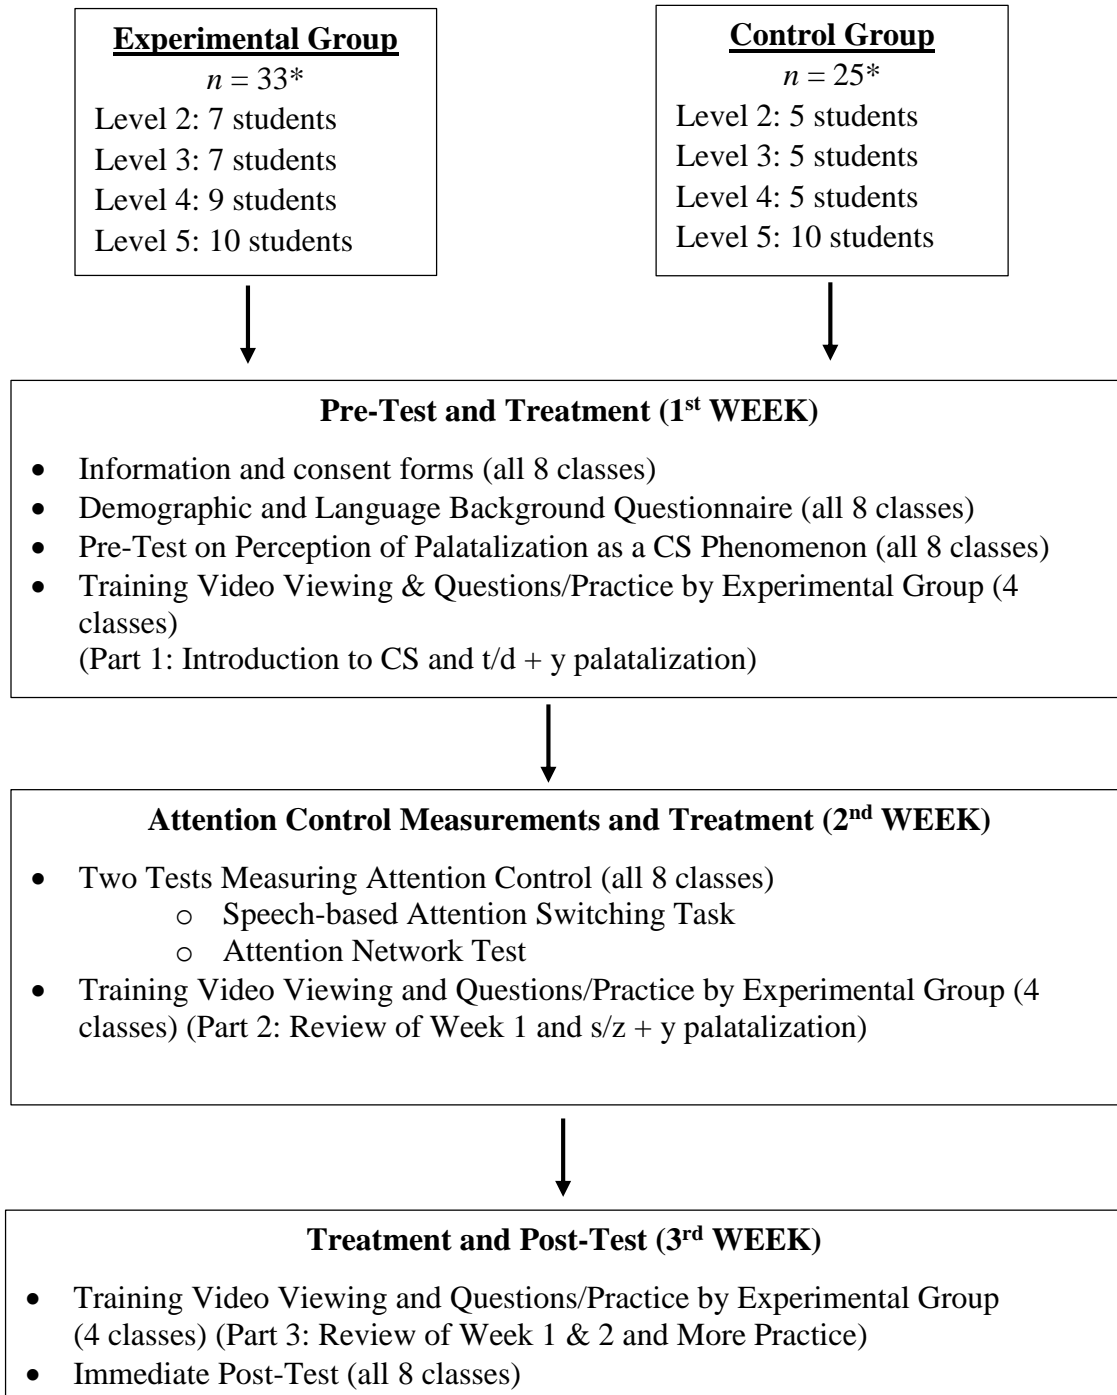 Experimental Group
n = 33*
Level 2: 7 students
Level 3: 7 students
Level 4: 9 students
Level 5: 10 students
Control Group
n = 25*
Level 2: 5 students
Level 3: 5 students
Level 4: 5 students
Level 5: 10 students
Pre-Test and Treatment (1st WEEK)
• Information and consent forms (all 8 classes)
• Demographic and Language Background Questionnaire (all 8 classes)
• Pre-Test on Perception of Palatalization as a CS Phenomenon (all 8 classes)
• Training Video Viewing & Questions/Practice by Experimental Group (4
classes)
(Part 1: Introduction to CS and t/d + y palatalization)
Attention Control Measurements and Treatment (2nd WEEK)
• Two Tests Measuring Attention Control (all 8 classes)
o Speech-based Attention Switching Task
o Attention Network Test
• Training Video Viewing and Questions/Practice by Experimental Group (4
classes) (Part 2: Review of Week 1 and s/z + y palatalization)
Treatment and Post-Test (3rd WEEK)
• Training Video Viewing and Questions/Practice by Experimental Group
(4 classes) (Part 3: Review of Week 1 & 2 and More Practice)
• Immediate Post-Test (all 8 classes)